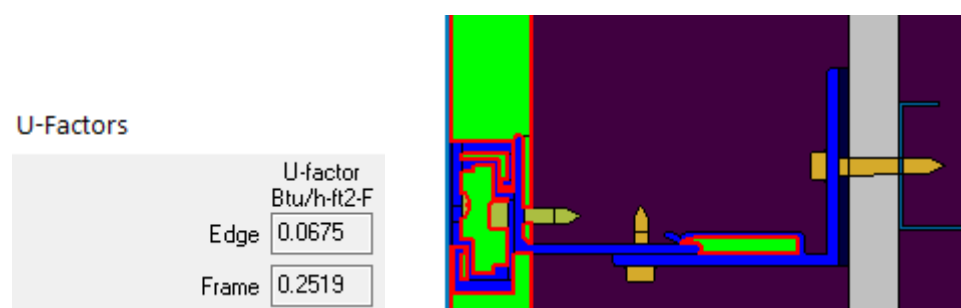 U-Factors
U-factor
Btu/h-ft2-F
Edge 0.0675
Frame 0.2519